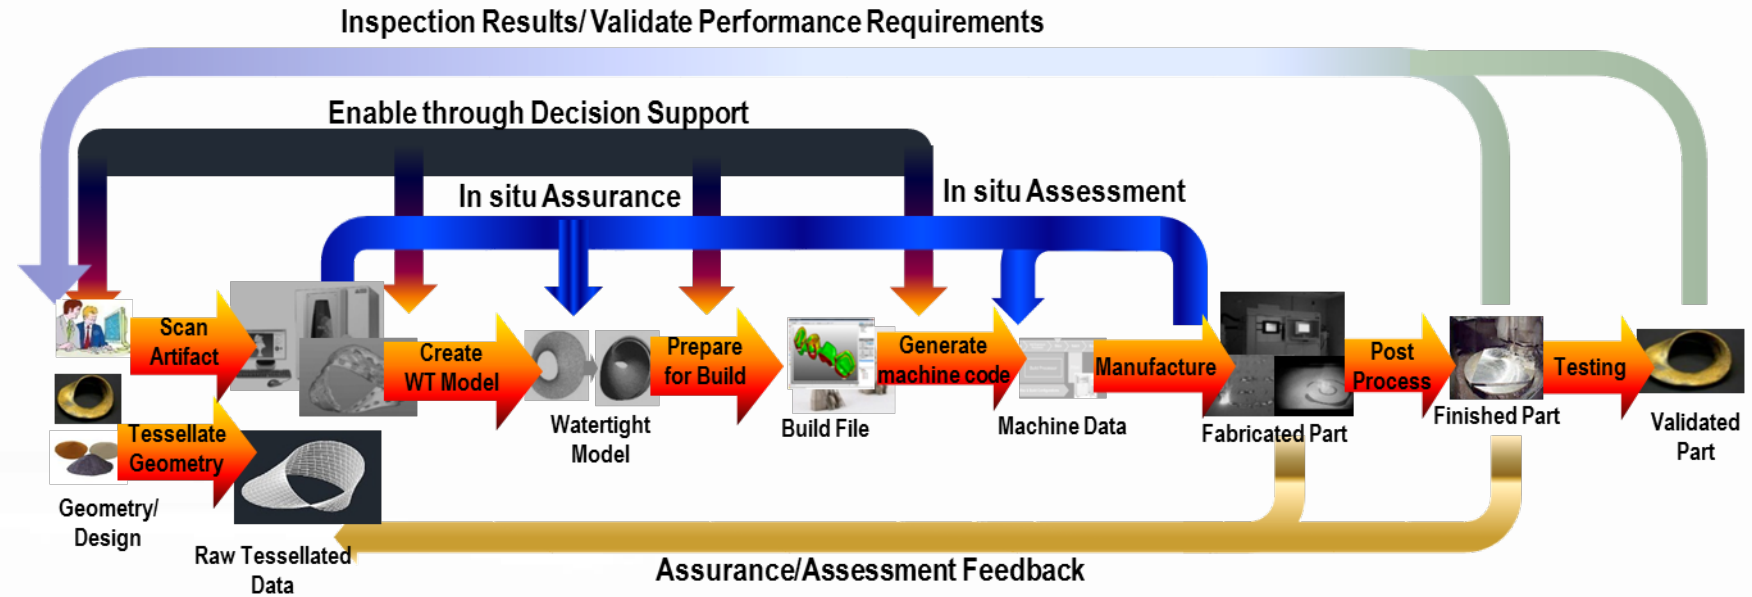 Inspection Results/ Validate Performance Requirements
Enable through Decision Support
In situ Assurance
In situ Assessment
Scan
Artifact
Create
WT Model
Prepare
for Build
Generate
machine code
Manufacture
Post
Process
Testing
Tessellate
Geometry
Watertight
Model
Build File
Machine Data
Fabricated Part
Finished Part
Validated
Part
Geometry/
Design
Raw Tessellated
Data
Assurance/Assessment Feedback